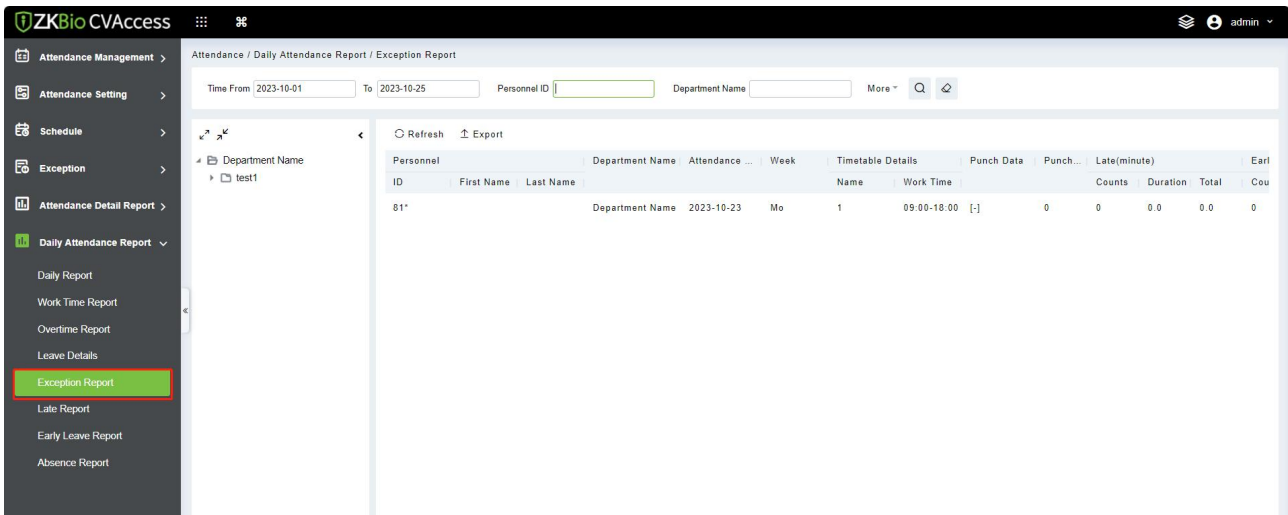 ZKBio CVAccess admin
Attendance Management
Attendance / Daily Attendance Report / Exception Report
Attendance Setting
Time From 2023-10-01 To 2023-10-25 Personnel ID Department Name More
Schedule
Refresh Export
Exception
Department Name
test1
Personnel Department Name Attendance ... Week Timetable Details Punch Data Punch... Late(minute) Earl
ID First Name Last Name Name Work Time Counts Duration Total Cou
Attendance Detail Report
81* Department Name 2023-10-23 Mo 1 09:00-18:00 [-] 0 0 0.0 0.0 0
Daily Attendance Report
Daily Report
Work Time Report
Overtime Report
Leave Details
Exception Report
Late Report
Early Leave Report
Absence Report